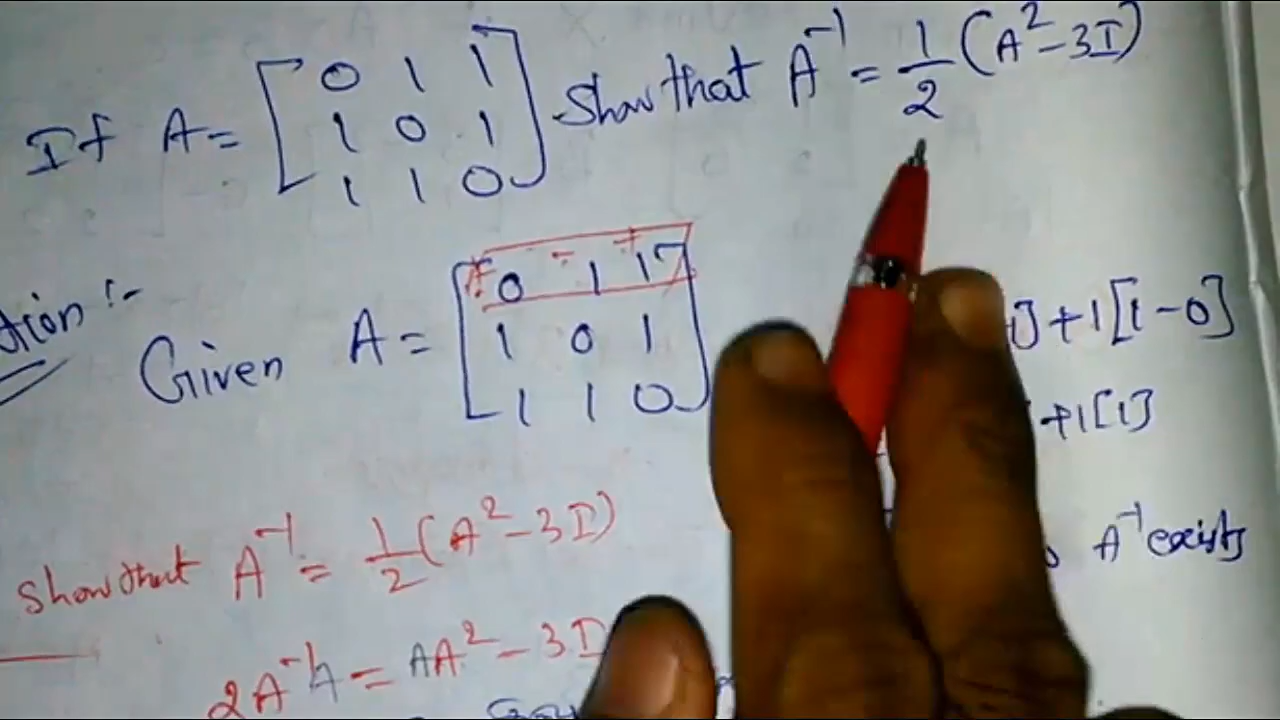 If A = [ 0 1 1 Show that A⁻¹ = 1/2 (A² - 3I)
1 0 1
1 1 0 ]
tion :-
Given A = [ + 0 - 1 + 1
1 0 1
1 1 0 ]
] + 1[1 - 0]
+ 1[1]
A⁻¹ exists
Show that A⁻¹ = 1/2 (A² - 3I)
2A⁻¹A = AA² - 3I